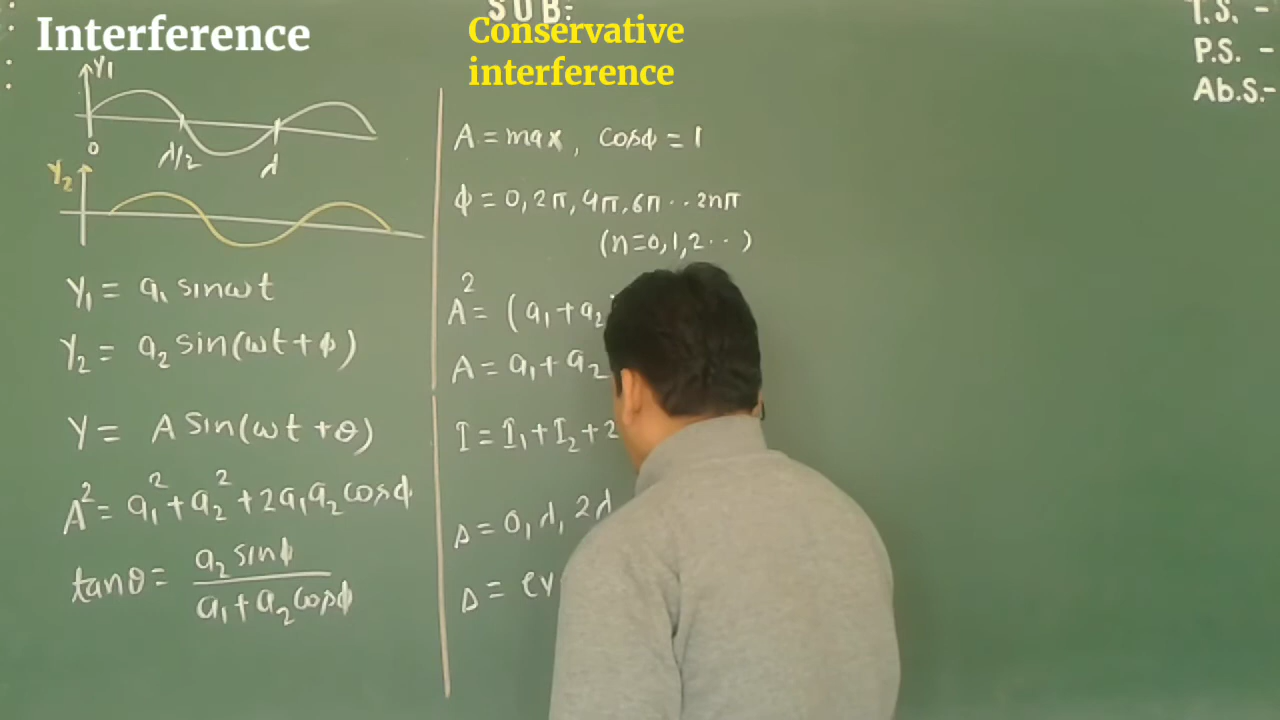 SUB:
T.S. -
P.S. -
Ab.S.-
Interference
Conservative
interference
Y₁
0 λ/2 λ
Y₂
Y₁ = a₁ sinωt
Y₂ = a₂ sin(ωt+ϕ)
Y = A sin(ωt+θ)
A² = a₁² + a₂² + 2a₁a₂ cosϕ
tanθ = a₂ sinϕ / a₁ + a₂ cosϕ
A = max, cosϕ = 1
ϕ = 0, 2π, 4π, 6π ·· 2nπ
(n=0,1,2 ·· )
A² = (a₁+a₂
A = a₁+a₂
I = I₁+I₂+2
Δ = 0, λ, 2λ
Δ =